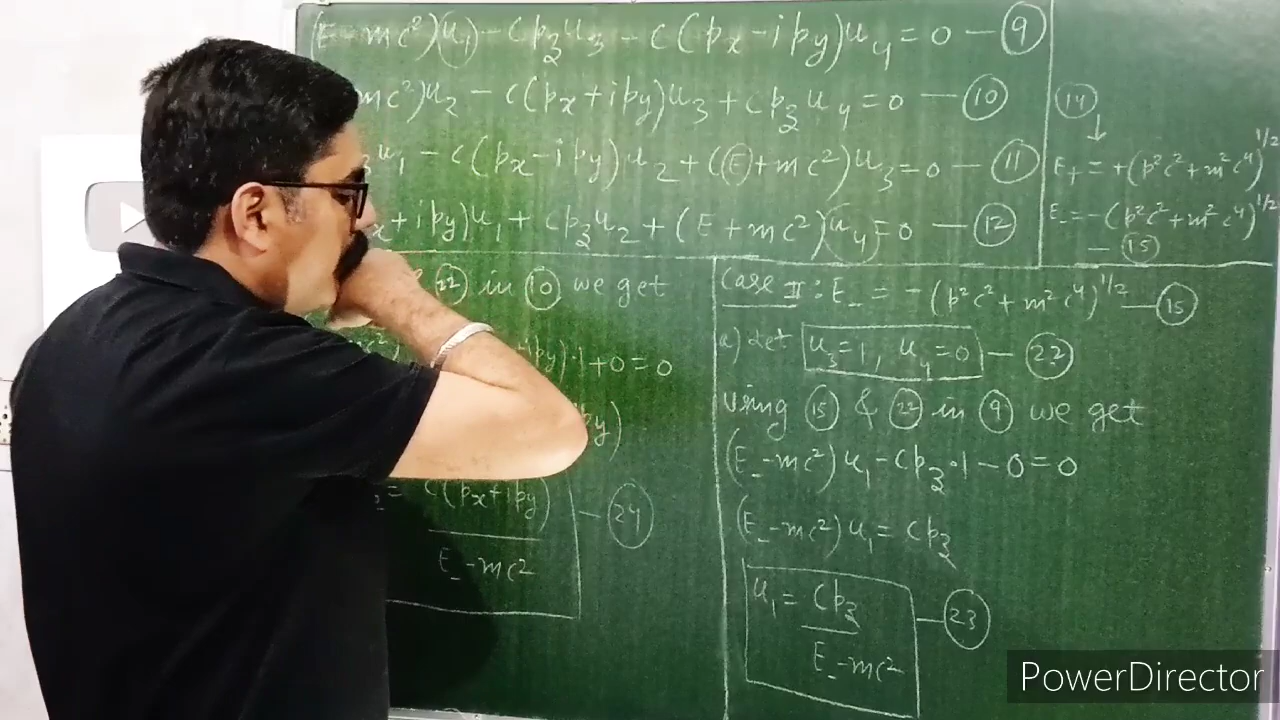 (E-mc²)u₁ - cp₃u₃ - c(pₓ-ipy)u₄ = 0 — 9
mc²)u₂ - c(pₓ+ipy)u₃ + cp₃u₄ = 0 — 10
u₁ - c(pₓ-ipy)u₂ + (E+mc²)u₃ = 0 — 11
+ipy)u₁ + cp₃u₂ + (E+mc²)u₄ = 0 — 12
14
↓
E₊ = +(p²c²+m²c⁴)^1/2
E₋ = -(p²c²+m²c⁴)^1/2
— 15
22 in 10 we get
py)·1+0=0
py)
= c(pₓ+ipy) / E₋-mc² — 24
Case II : E₋ = -(p²c²+m²c⁴)^1/2 — 15
a) Let u₃=1, u₄=0 — 22
Using 15 & 22 in 9 we get
(E₋-mc²)u₁ - cp₃·1 - 0 = 0
(E₋-mc²)u₁ = cp₃
u₁ = cp₃ / E₋-mc² — 23
PowerDirector